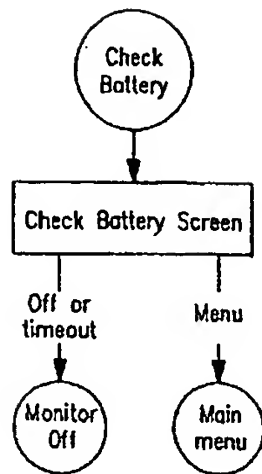 Check
Battery
Check Battery Screen
Off or
timeout
Menu
Monitor
Off
Main
menu